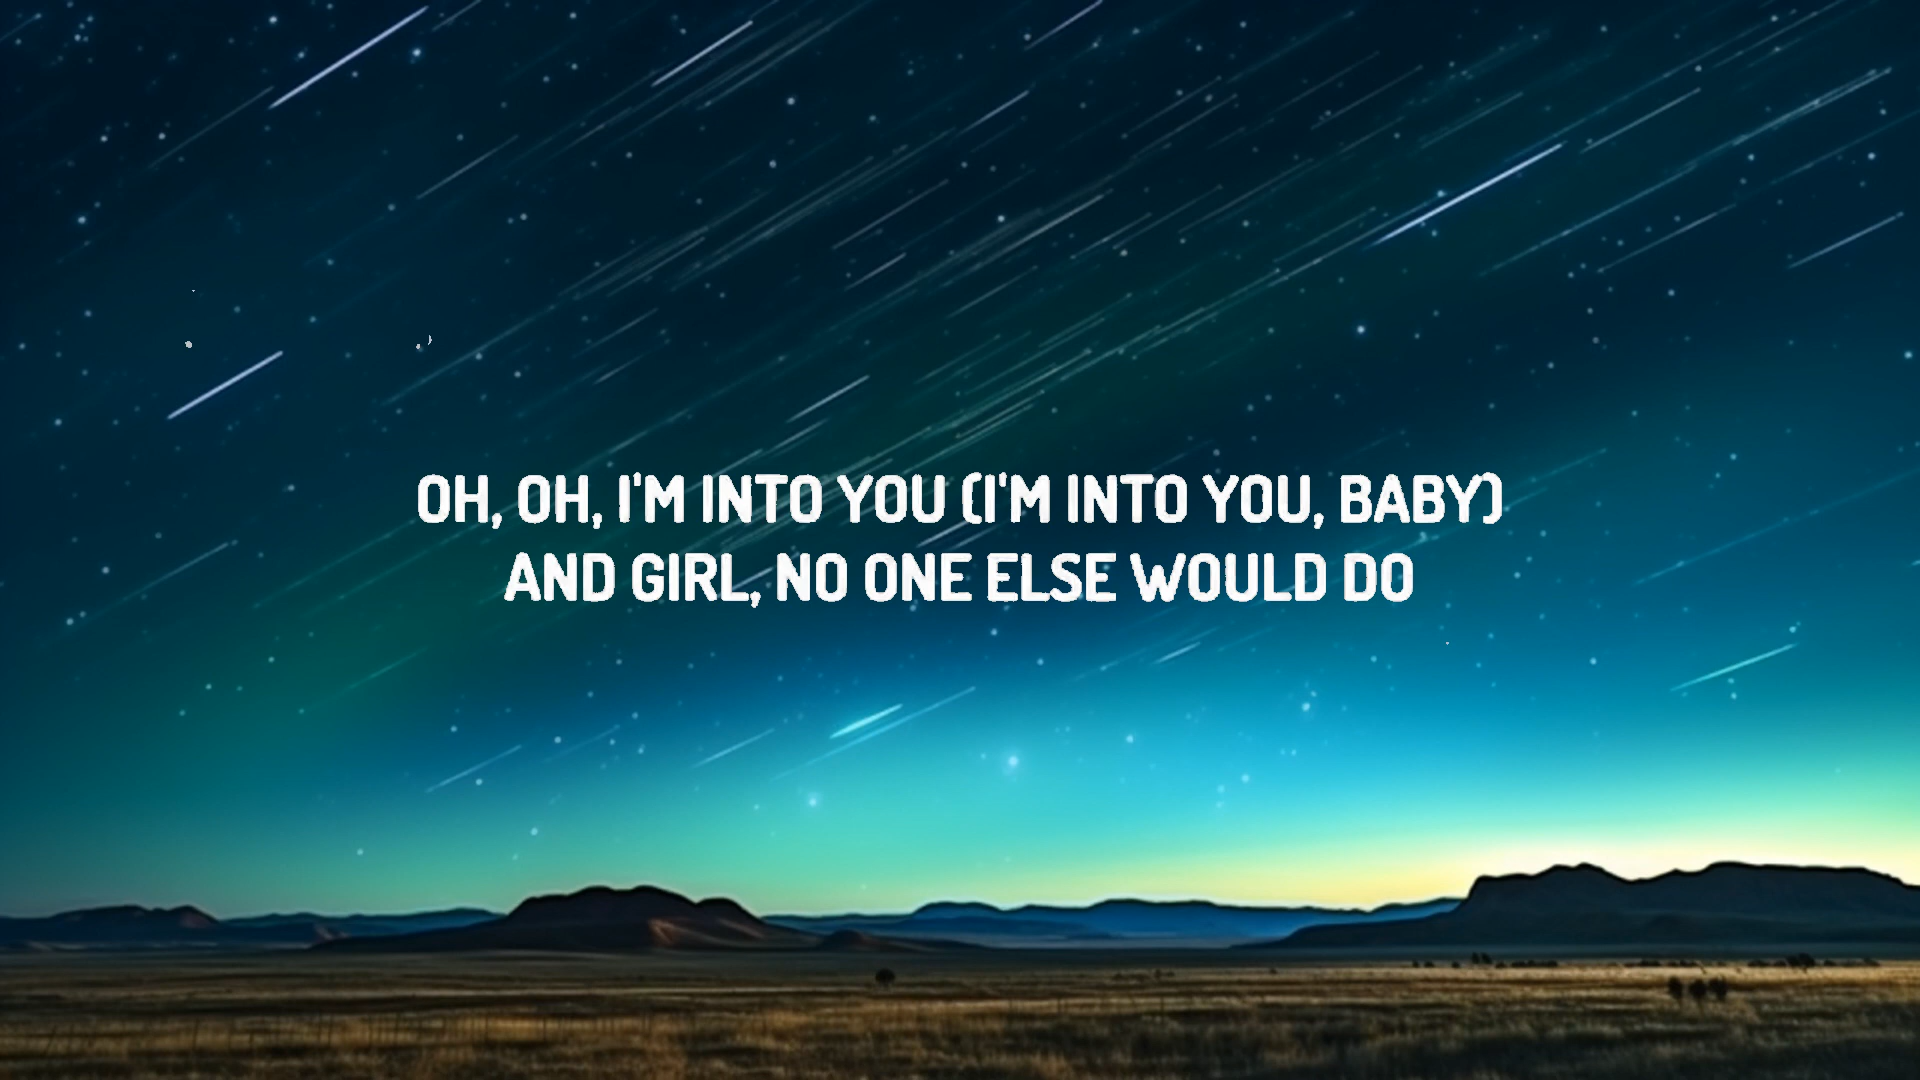 OH, OH, I'M INTO YOU (I'M INTO YOU, BABY)
AND GIRL, NO ONE ELSE WOULD DO